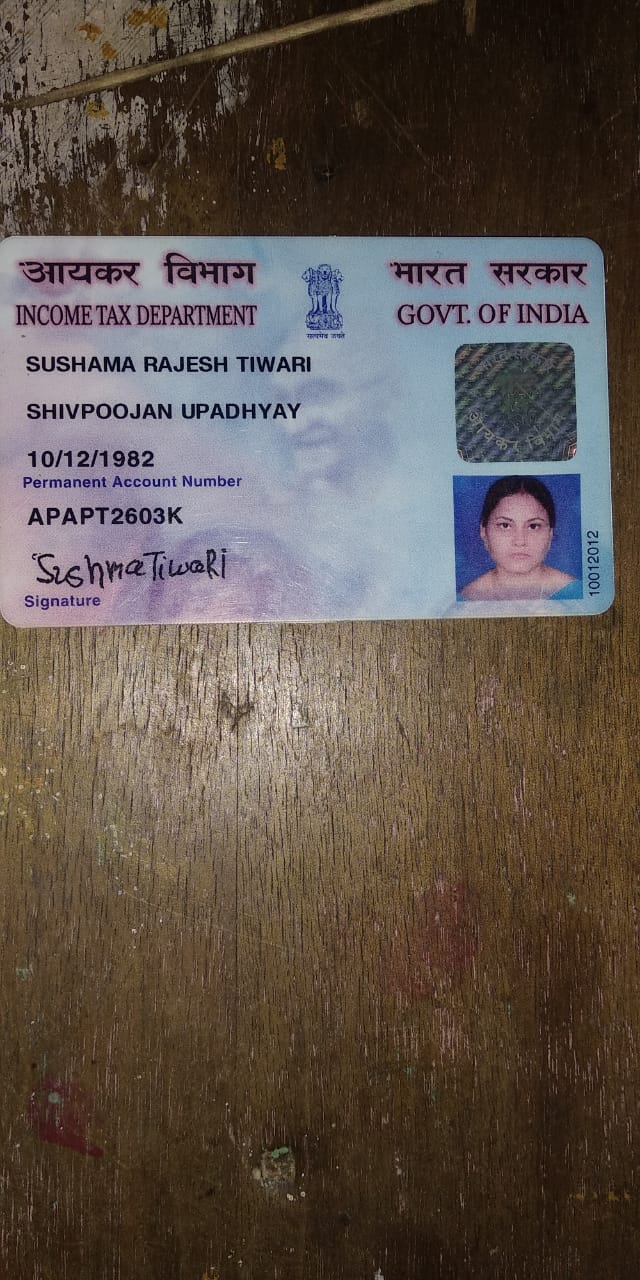 आयकर विभाग
भारत सरकार
INCOME TAX DEPARTMENT
GOVT. OF INDIA
सत्यमेव जयते
SUSHAMA RAJESH TIWARI
SHIVPOOJAN UPADHYAY
10/12/1982
Permanent Account Number
APAPT2603K
SushmaTiwaRi
Signature
आयकर विभाग
10012012